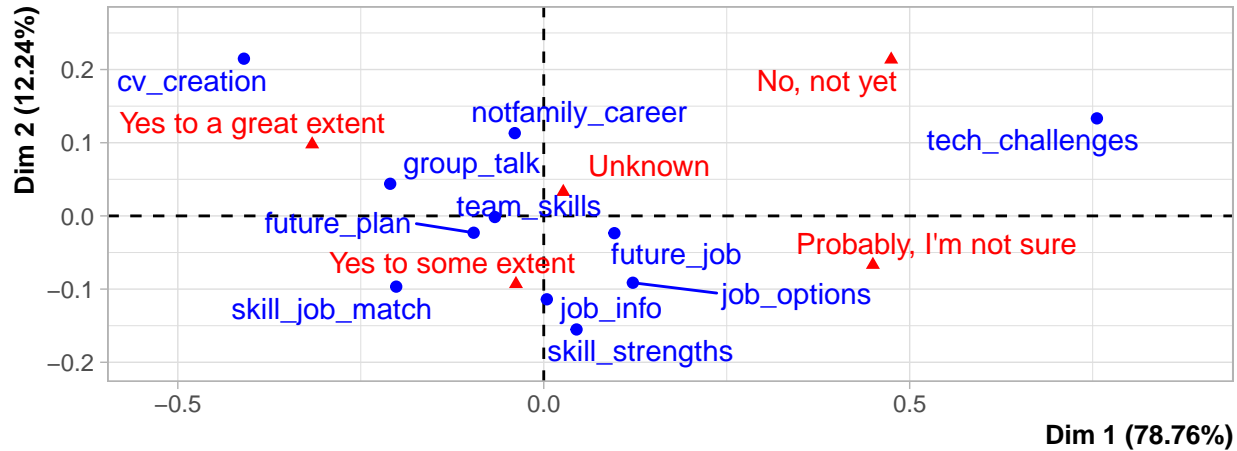 Dim 2 (12.24%)
0.2
0.1
0.0
−0.1
−0.2
cv_creation
No, not yet
Yes to a great extent
notfamily_career
tech_challenges
group_talk
Unknown
team_skills
future_plan
Probably, I'm not sure
Yes to some extent
future_job
skill_job_match
job_info
job_options
skill_strengths
−0.5
0.0
0.5
Dim 1 (78.76%)